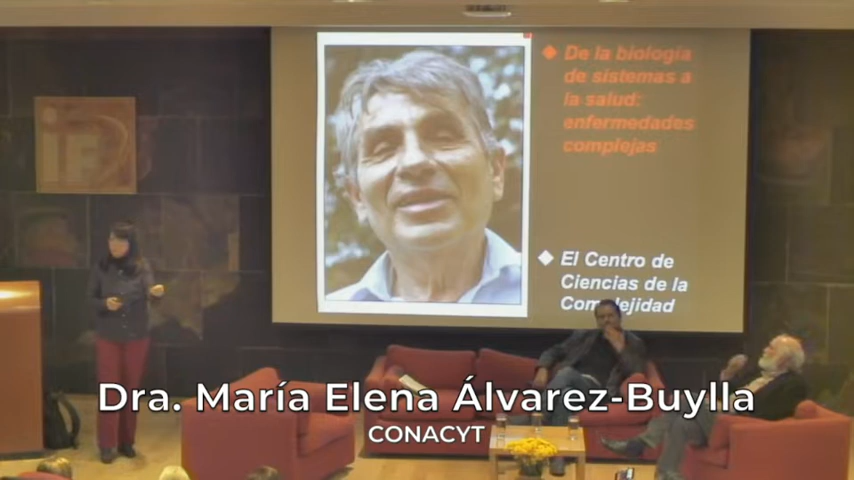 De la biología
de sistemas a
la salud:
enfermedades
complejas
El Centro de
Ciencias de la
Complejidad
Dra. María Elena Álvarez-Buylla
CONACYT